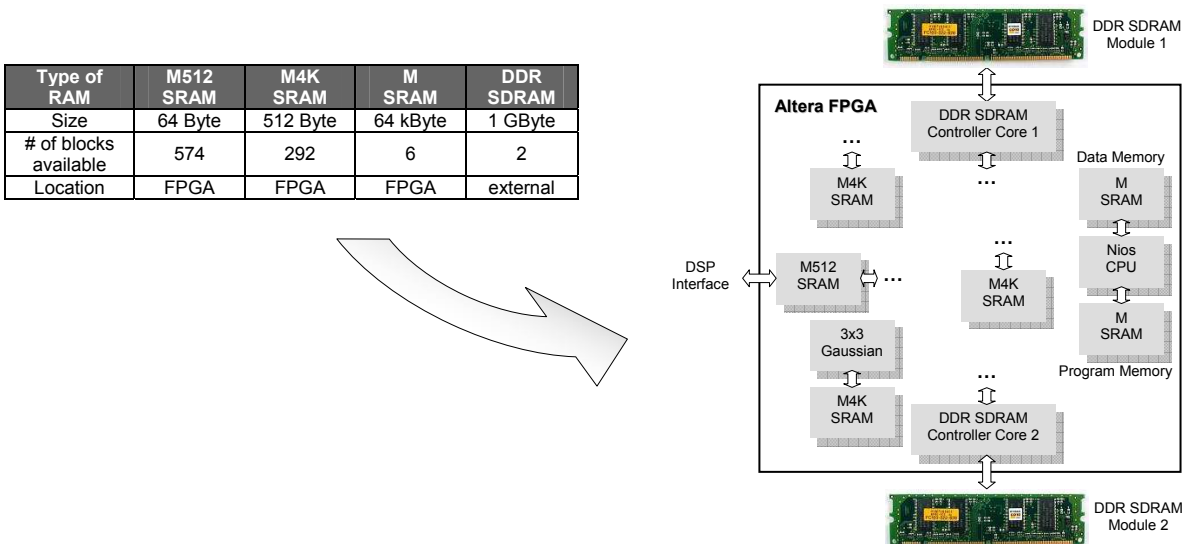 Type of RAM M512 SRAM M4K SRAM M SRAM DDR SDRAM
Size 64 Byte 512 Byte 64 kByte 1 GByte
# of blocks available 574 292 6 2
Location FPGA FPGA FPGA external
DDR SDRAM
Module 1
Altera FPGA
DDR SDRAM
Controller Core 1
...
...
Data Memory
M4K
SRAM
M
SRAM
DSP
Interface
M512
SRAM
...
...
M4K
SRAM
Nios
CPU
M
SRAM
Program Memory
3x3
Gaussian
M4K
SRAM
...
DDR SDRAM
Controller Core 2
DDR SDRAM
Module 2